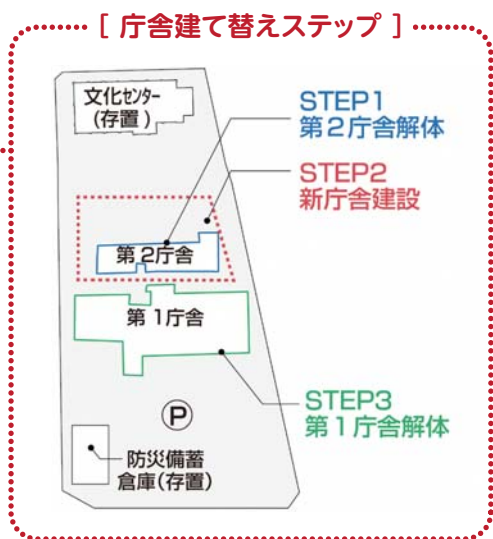 [ 庁舎建て替えステップ ]
文化センター
(存置)
STEP1
第2庁舎解体
STEP2
新庁舎建設
第2庁舎
第1庁舎
STEP3
第1庁舎解体
P
防災備蓄
倉庫(存置)